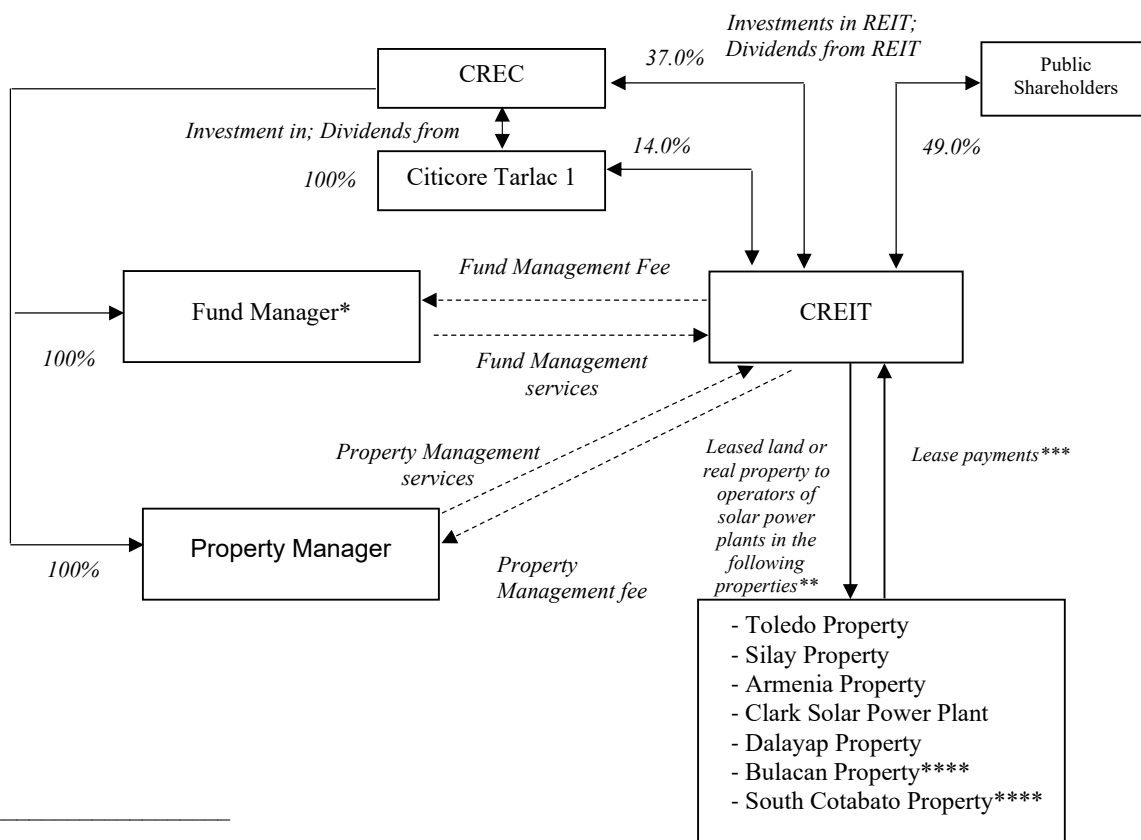 Investments in REIT;
Dividends from REIT
37.0%
CREC
Public
Shareholders
Investment in; Dividends from
14.0%
49.0%
100%
Citicore Tarlac 1
Fund Management Fee
Fund Manager*
CREIT
100%
Fund Management
services
Property Management
services
Leased land or
real property to
operators of
solar power
plants in the
following
properties**
Lease payments***
Property Manager
100%
Property
Management fee
- Toledo Property
- Silay Property
- Armenia Property
- Clark Solar Power Plant
- Dalayap Property
- Bulacan Property****
- South Cotabato Property****